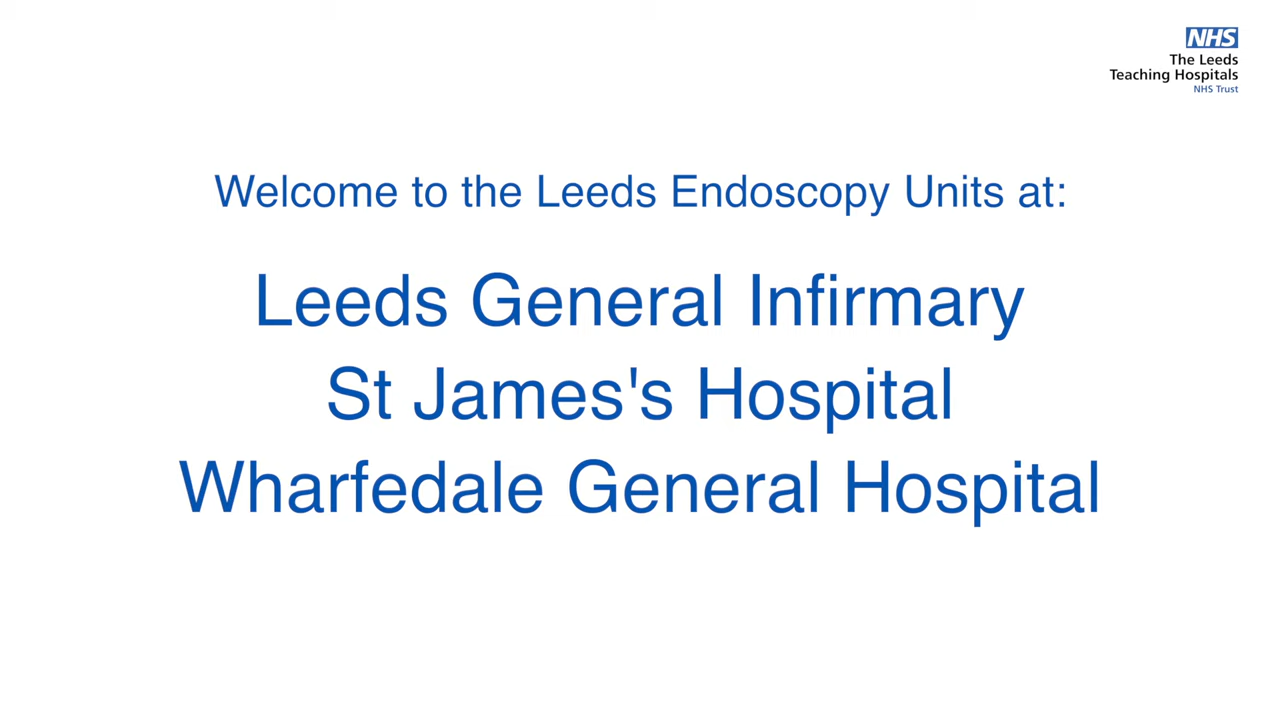 NHS
The Leeds
Teaching Hospitals
NHS Trust
Welcome to the Leeds Endoscopy Units at:
Leeds General Infirmary
St James's Hospital
Wharfedale General Hospital